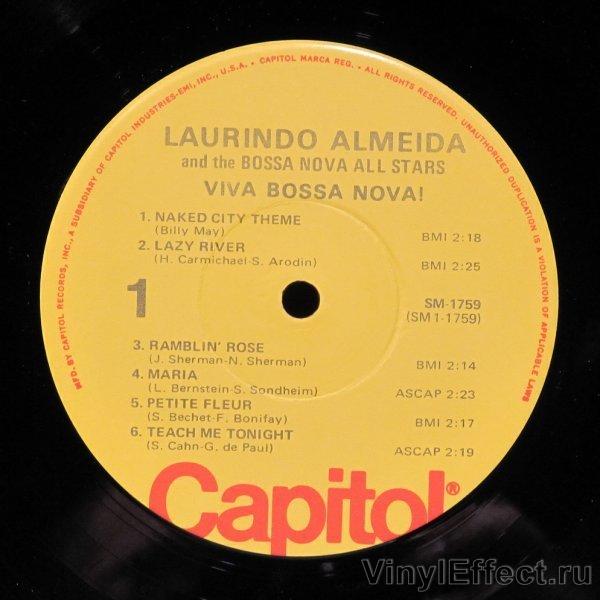 MFD. BY CAPITOL RECORDS, INC., A SUBSIDIARY OF CAPITOL INDUSTRIES-EMI, INC., U.S.A. • CAPITOL MARCA REG. • ALL RIGHTS RESERVED. UNAUTHORIZED DUPLICATION IS A VIOLATION OF APPLICABLE LAWS
LAURINDO ALMEIDA
and the BOSSA NOVA ALL STARS
VIVA BOSSA NOVA!
1. NAKED CITY THEME
(Billy May) BMI 2:18
2. LAZY RIVER
(H. Carmichael-S. Arodin) BMI 2:25
1
SM-1759
(SM 1-1759)
3. RAMBLIN' ROSE
(J. Sherman-N. Sherman) BMI 2:14
4. MARIA
(L. Bernstein-S. Sondheim) ASCAP 2:23
5. PETITE FLEUR
(S. Bechet-F. Bonifay) BMI 2:17
6. TEACH ME TONIGHT
(S. Cahn-G. de Paul) ASCAP 2:19
Capitol®
VinylEffect.ru